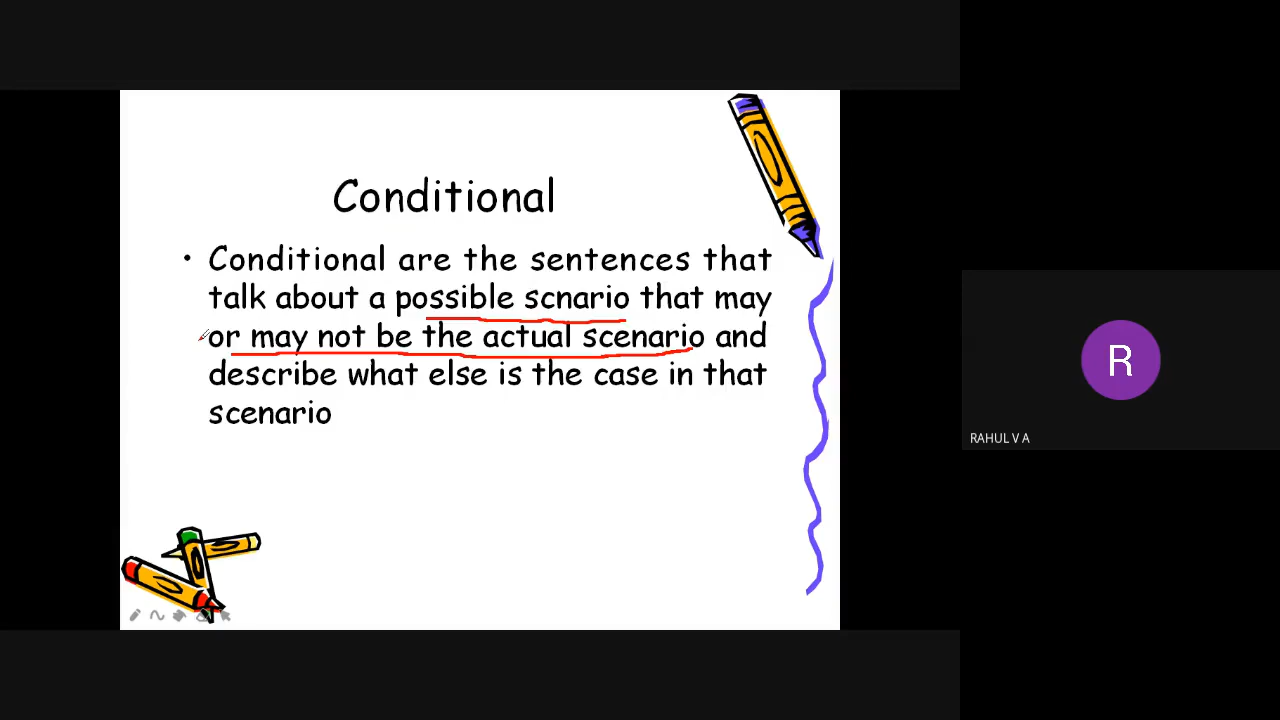 Conditional
• Conditional are the sentences that
talk about a possible scnario that may
or may not be the actual scenario and
describe what else is the case in that
scenario
R
RAHUL V A